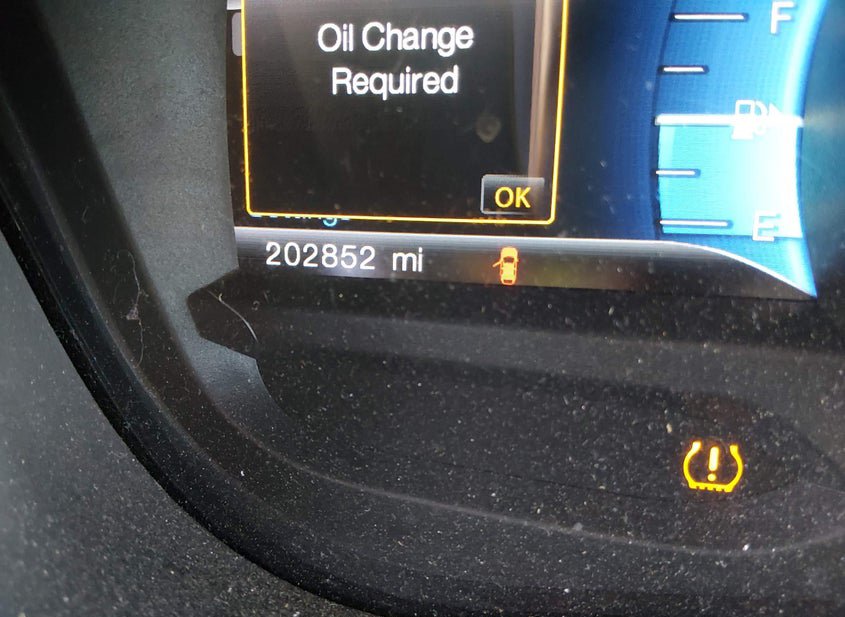 Oil Change
Required
F
OK
E
202852 mi